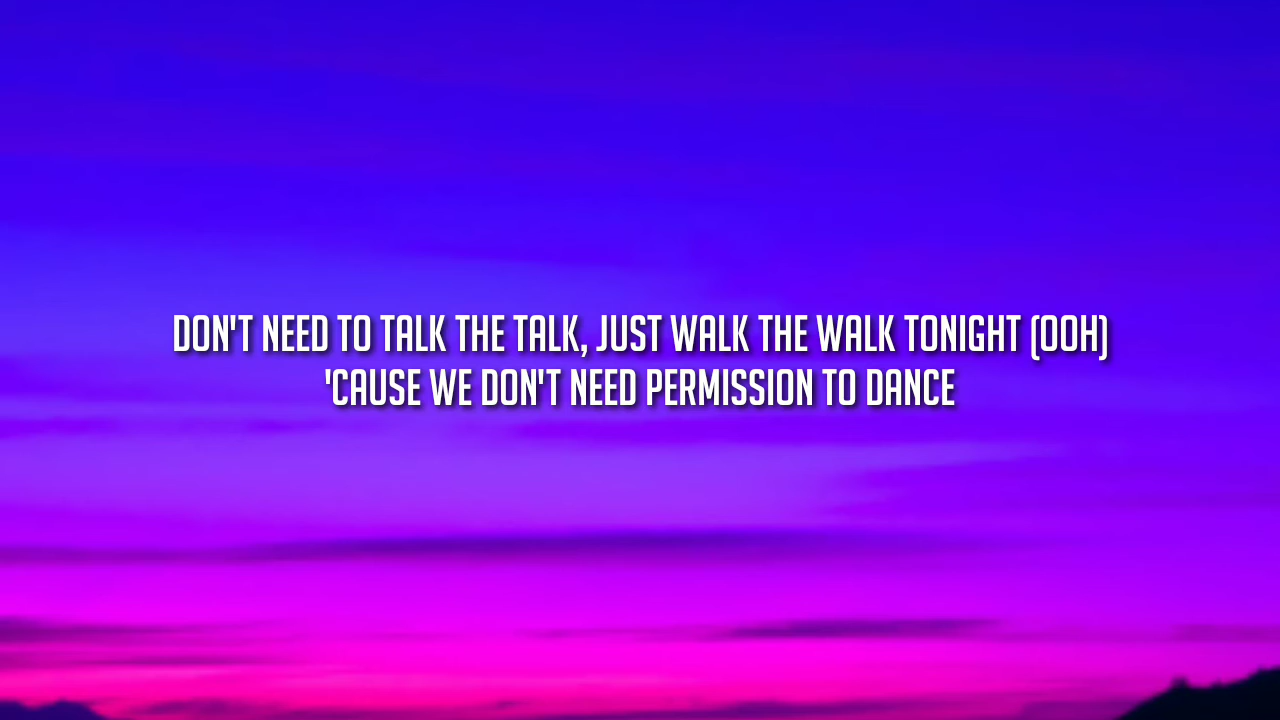 DON'T NEED TO TALK THE TALK, JUST WALK THE WALK TONIGHT (OOH)
'CAUSE WE DON'T NEED PERMISSION TO DANCE